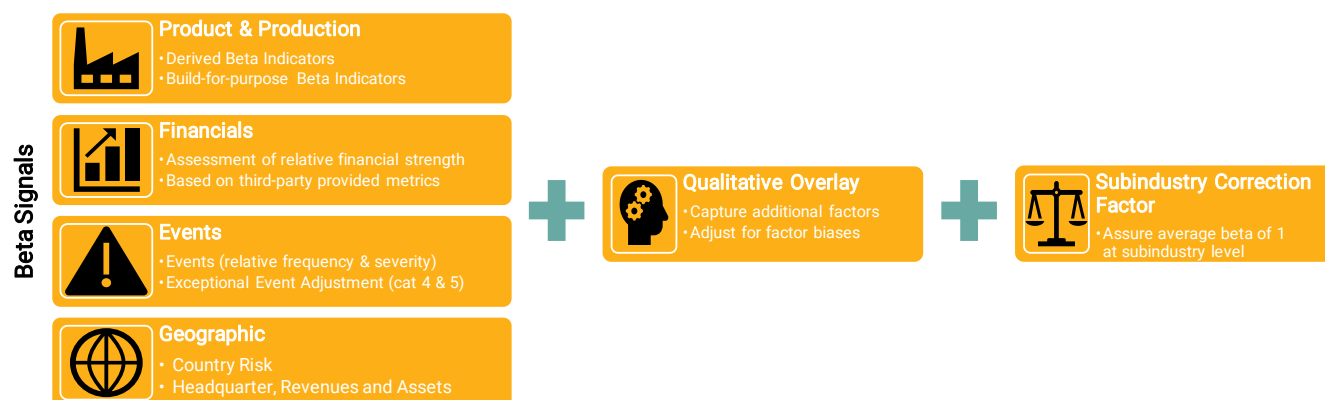 Beta Signals
Product & Production
•Derived Beta Indicators
•Build-for-purpose Beta Indicators
Financials
•Assessment of relative financial strength
•Based on third-party provided metrics
Events
•Events (relative frequency & severity)
•Exceptional Event Adjustment (cat 4 & 5)
Geographic
• Country Risk
• Headquarter, Revenues and Assets
Qualitative Overlay
•Capture additional factors
•Adjust for factor biases
Subindustry Correction
Factor
•Assure average beta of 1
at subindustry level